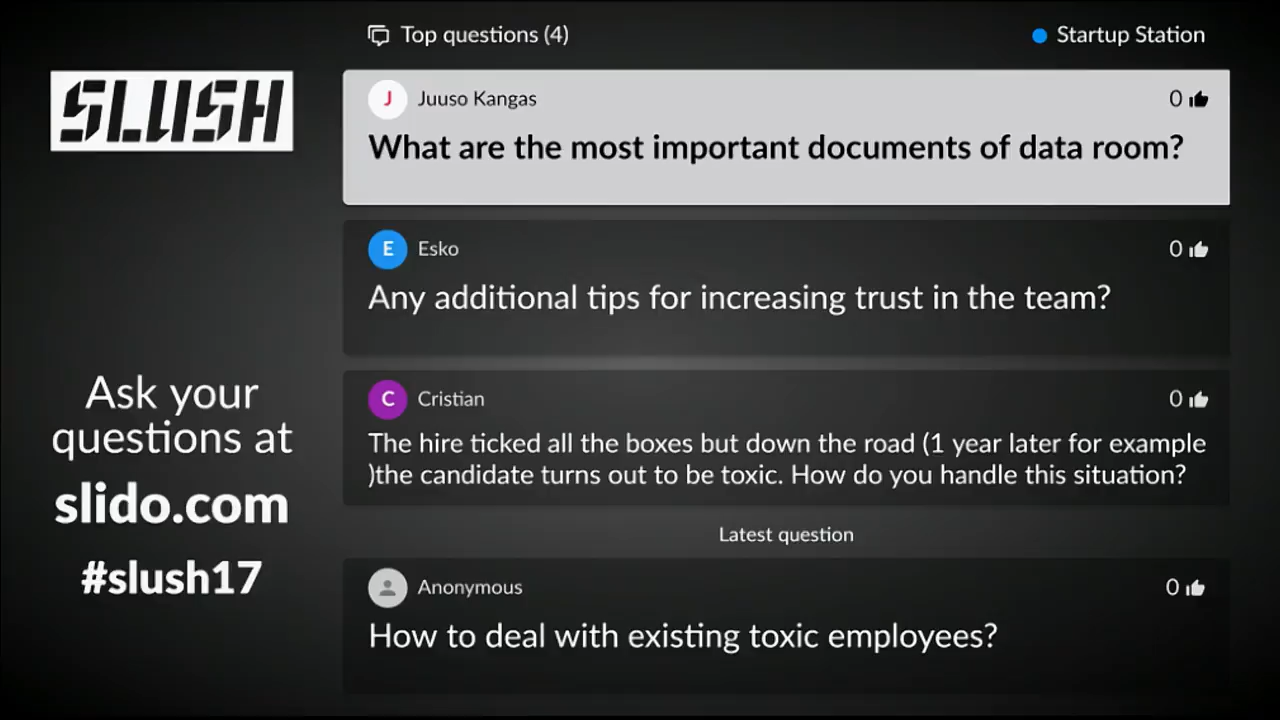 Top questions (4)
Startup Station
SLUSH
J
Juuso Kangas
0
What are the most important documents of data room?
E
Esko
0
Any additional tips for increasing trust in the team?
C
Cristian
0
The hire ticked all the boxes but down the road (1 year later for example
)the candidate turns out to be toxic. How do you handle this situation?
Latest question
Anonymous
0
How to deal with existing toxic employees?
Ask your
questions at
slido.com
#slush17